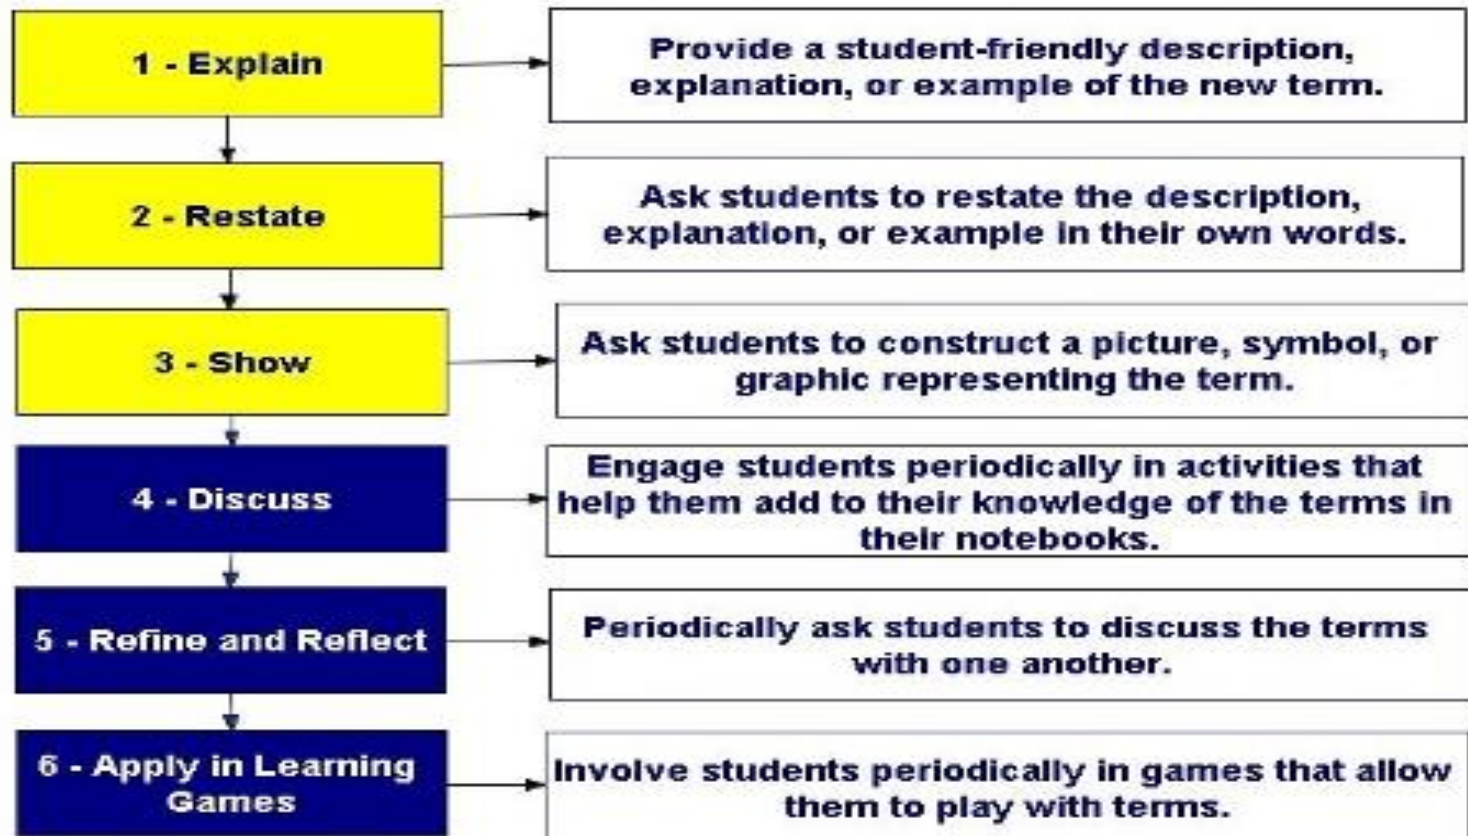 1 - Explain
Provide a student-friendly description,
explanation, or example of the new term.
2 - Restate
Ask students to restate the description,
explanation, or example in their own words.
3 - Show
Ask students to construct a picture, symbol, or
graphic representing the term.
4 - Discuss
Engage students periodically in activities that
help them add to their knowledge of the terms in
their notebooks.
5 - Refine and Reflect
Periodically ask students to discuss the terms
with one another.
6 - Apply in Learning
Games
Involve students periodically in games that allow
them to play with terms.